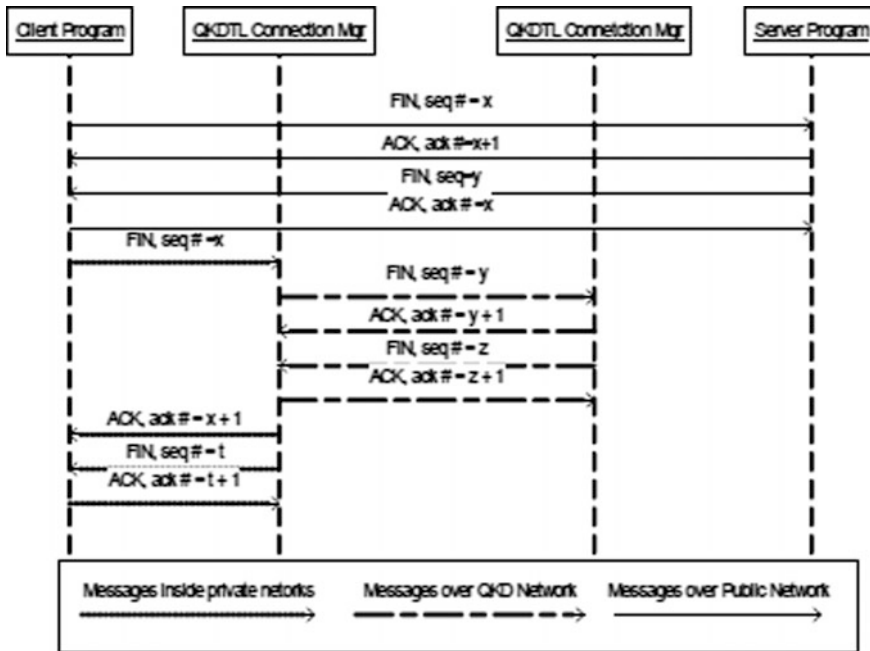 Client Program
QKDTL Connection Mgr
QKDTL Connetction Mgr
Server Program
FIN, seq # = x
ACK, ack #=x+1
FIN, seq=y
ACK, ack # =x
FIN, seq # =x
FIN, seq # = y
ACK, ack # = y + 1
FIN, seq # = z
ACK, ack # = z + 1
ACK, ack # = x + 1
FIN, seq # = t
ACK, ack # = t + 1
Messages Inside private netorks
Messages over QKD Network
Messages over Public Network